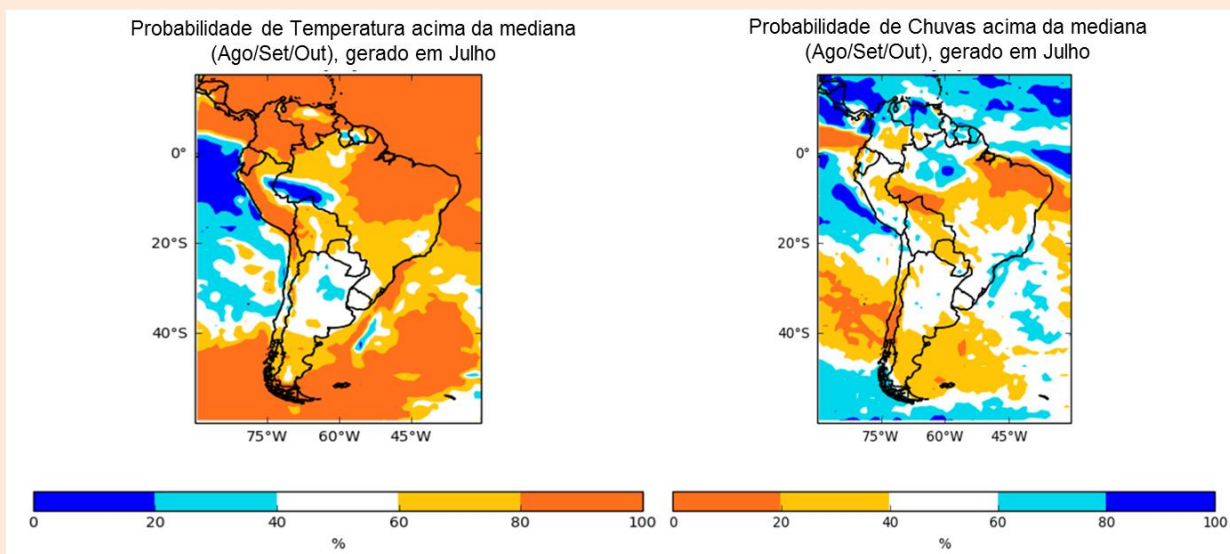 Probabilidade de Temperatura acima da mediana
(Ago/Set/Out), gerado em Julho
0°
20°S
40°S
75°W 60°W 45°W
0 20 40 60 80 100
%
Probabilidade de Chuvas acima da mediana
(Ago/Set/Out), gerado em Julho
0°
20°S
40°S
75°W 60°W 45°W
0 20 40 60 80 100
%